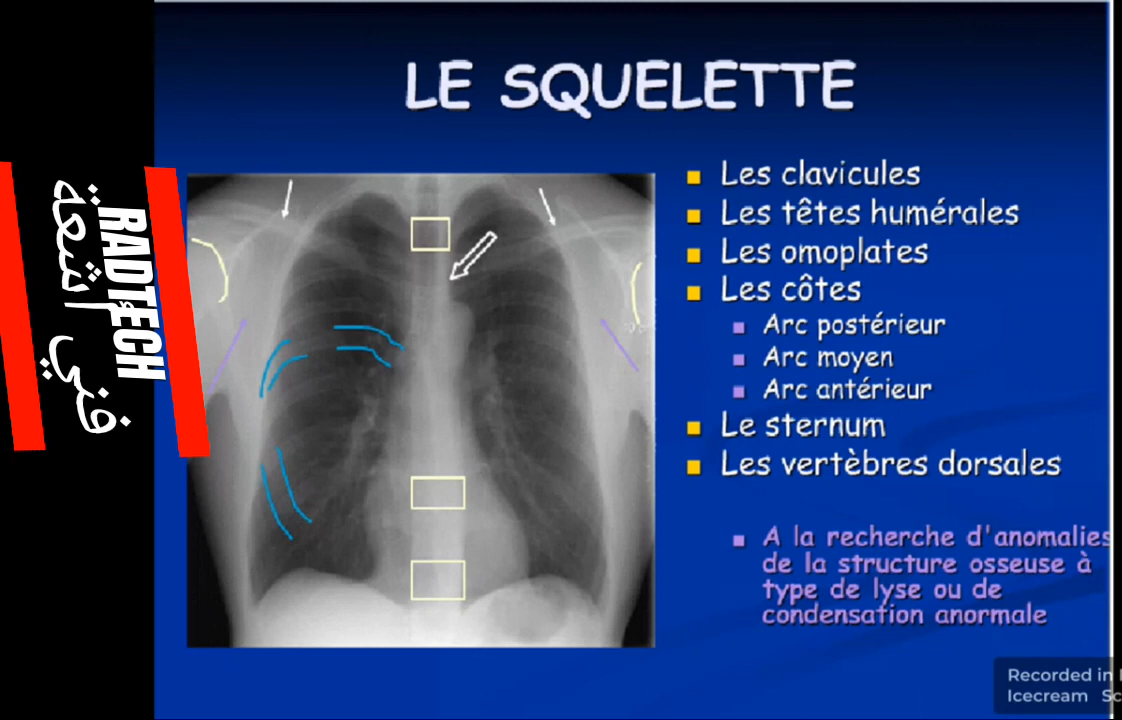 LE SQUELETTE
Les clavicules
Les têtes humérales
Les omoplates
Les côtes
Arc postérieur
Arc moyen
Arc antérieur
Le sternum
Les vertèbres dorsales
A la recherche d'anomalies
de la structure osseuse à
type de lyse ou de
condensation anormale
RADTECH
فني أشعة
Recorded in
Icecream Sc